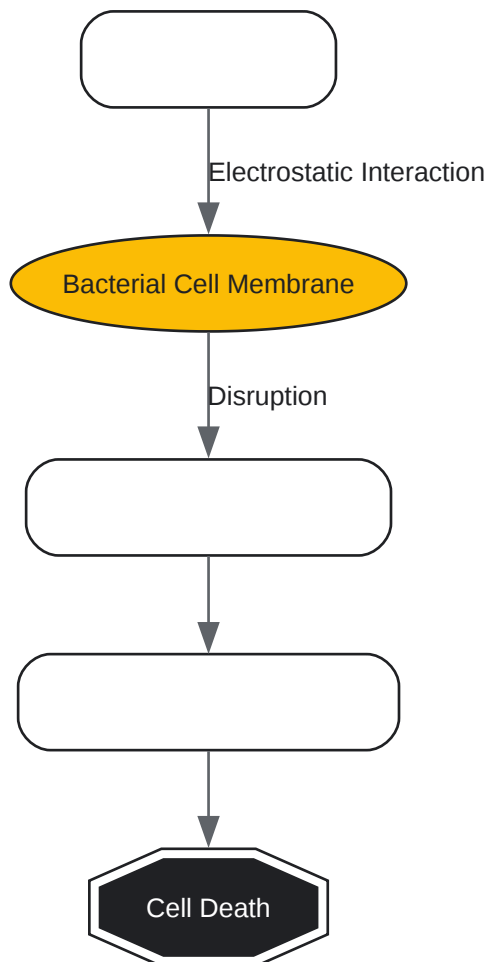 Electrostatic Interaction
Bacterial Cell Membrane
Disruption
Cell Death